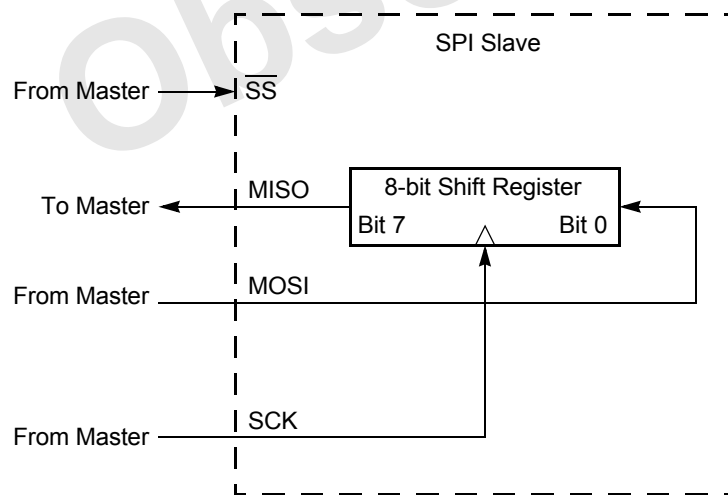 SPI Slave
From Master
SS
To Master
MISO
8-bit Shift Register
Bit 7
Bit 0
From Master
MOSI
From Master
SCK